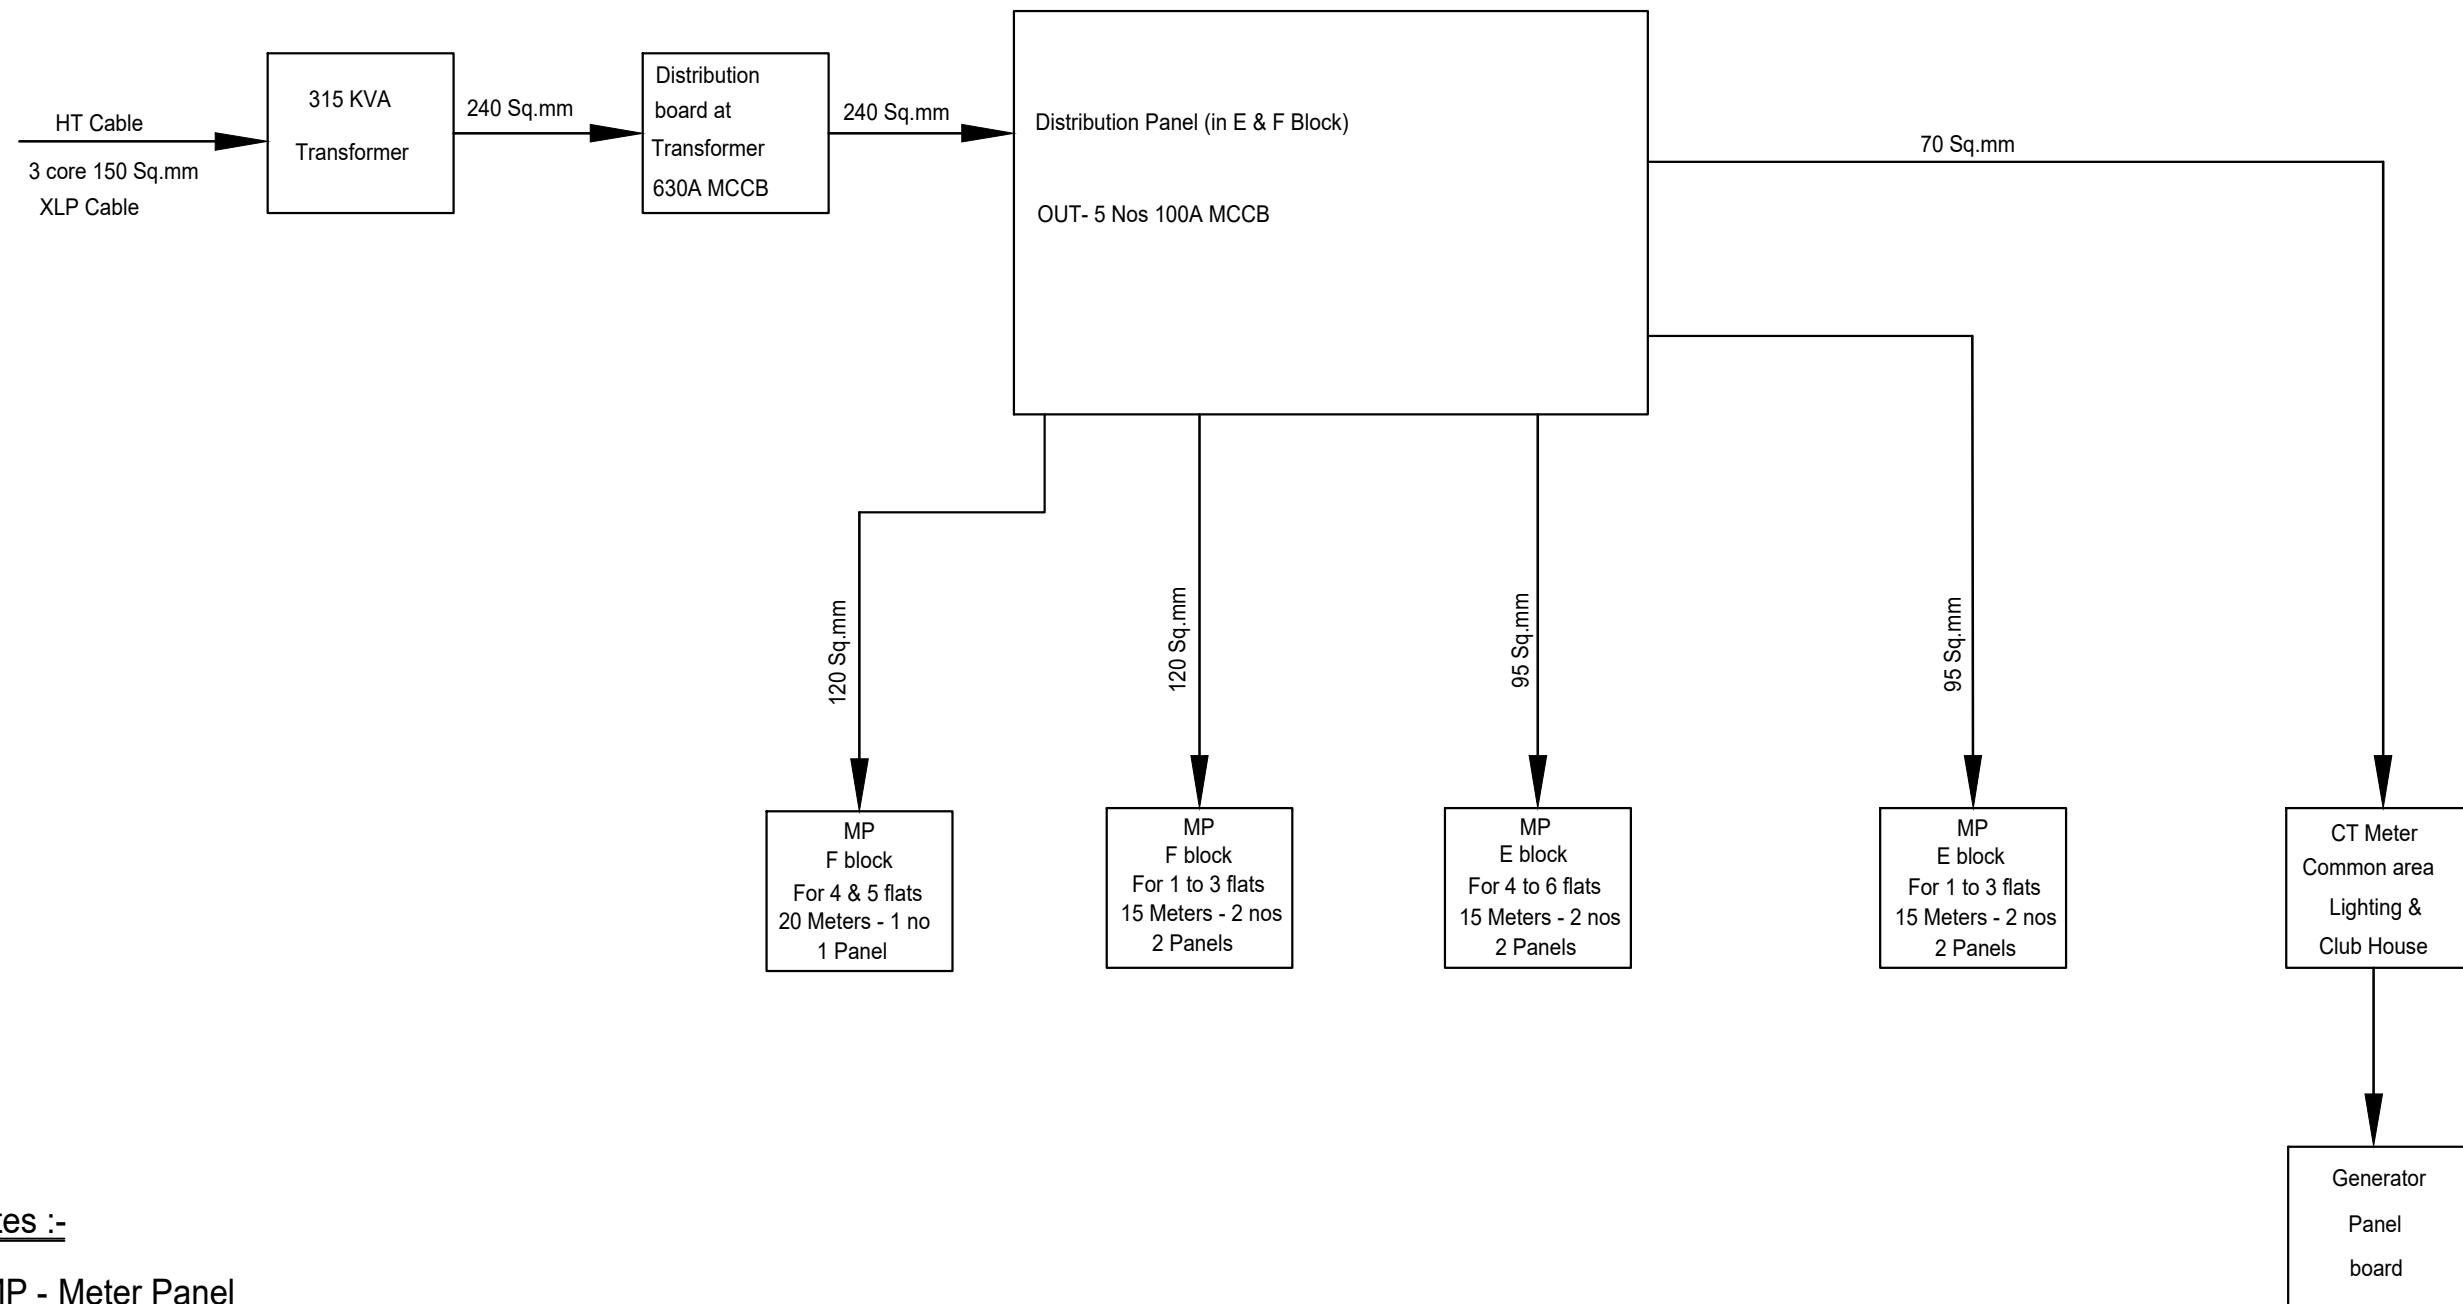 HT Cable
3 core 150 Sq.mm
XLP Cable
315 KVA
Transformer
240 Sq.mm
Distribution
board at
Transformer
630A MCCB
240 Sq.mm
Distribution Panel (in E & F Block)
OUT- 5 Nos 100A MCCB
70 Sq.mm
120 Sq.mm
120 Sq.mm
95 Sq.mm
95 Sq.mm
MP
F block
For 4 & 5 flats
20 Meters - 1 no
1 Panel
MP
F block
For 1 to 3 flats
15 Meters - 2 nos
2 Panels
MP
E block
For 4 to 6 flats
15 Meters - 2 nos
2 Panels
MP
E block
For 1 to 3 flats
15 Meters - 2 nos
2 Panels
CT Meter
Common area
Lighting &
Club House
Generator
Panel
board
tes :-
MP - Meter Panel